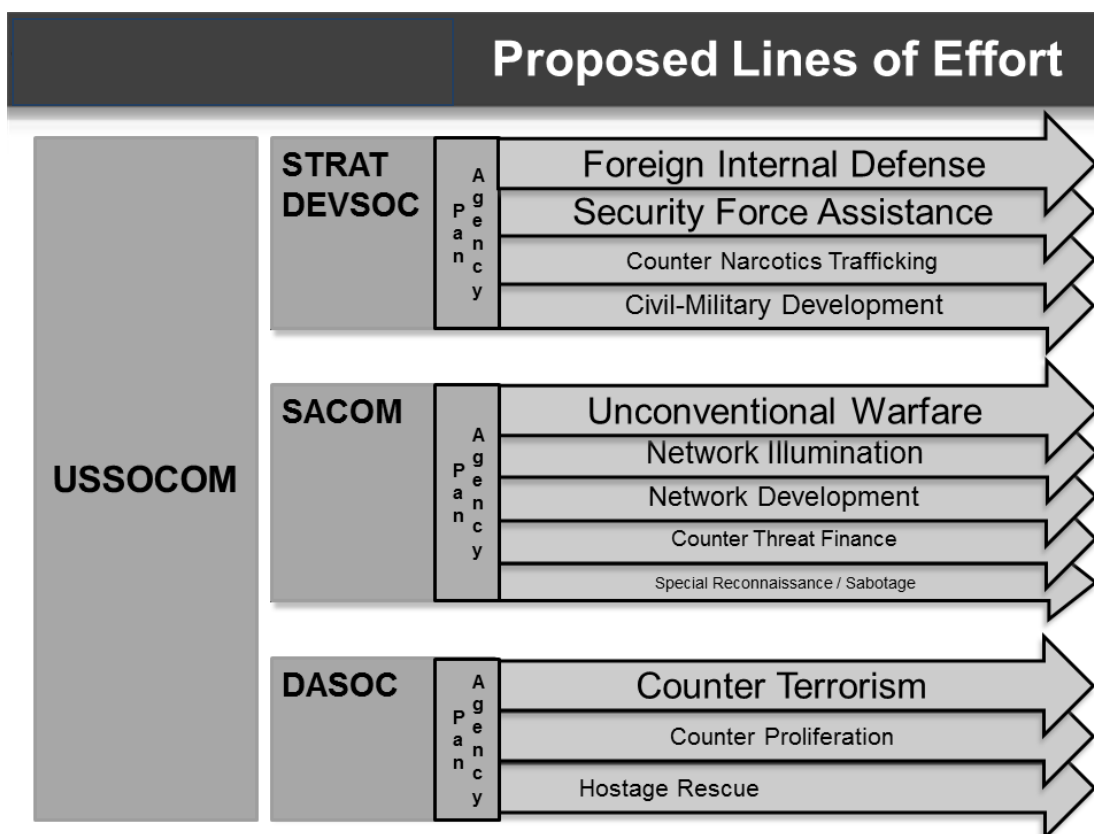 Proposed Lines of Effort
USSOCOM
STRAT
DEVSOC
Pan
Agency
Foreign Internal Defense
Security Force Assistance
Counter Narcotics Trafficking
Civil-Military Development
SACOM
Pan
Agency
Unconventional Warfare
Network Illumination
Network Development
Counter Threat Finance
Special Reconnaissance / Sabotage
DASOC
Pan
Agency
Counter Terrorism
Counter Proliferation
Hostage Rescue